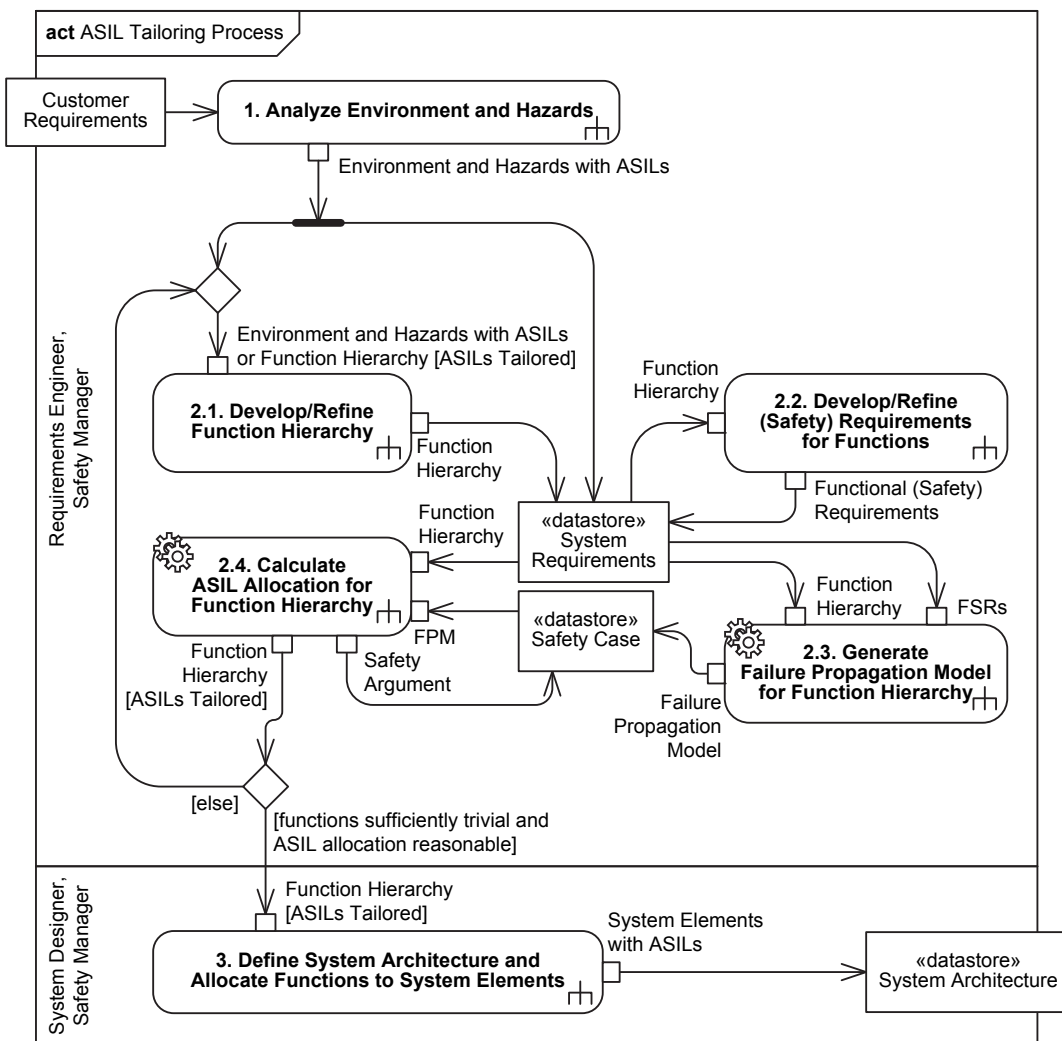 act ASIL Tailoring Process
Customer
Requirements
1. Analyze Environment and Hazards
Environment and Hazards with ASILs
Requirements Engineer,
Safety Manager
Environment and Hazards with ASILs
or Function Hierarchy [ASILs Tailored]
2.1. Develop/Refine
Function Hierarchy
Function
Hierarchy
Function
Hierarchy
2.2. Develop/Refine
(Safety) Requirements
for Functions
Functional (Safety)
Requirements
«datastore»
System
Requirements
Function
Hierarchy
2.4. Calculate
ASIL Allocation for
Function Hierarchy
FPM
«datastore»
Safety Case
Function
Hierarchy
FSRs
2.3. Generate
Failure Propagation Model
for Function Hierarchy
Failure
Propagation
Model
Function
Hierarchy
[ASILs Tailored]
Safety
Argument
[else]
[functions sufficiently trivial and
ASIL allocation reasonable]
System Designer,
Safety Manager
Function Hierarchy
[ASILs Tailored]
3. Define System Architecture and
Allocate Functions to System Elements
System Elements
with ASILs
«datastore»
System Architecture